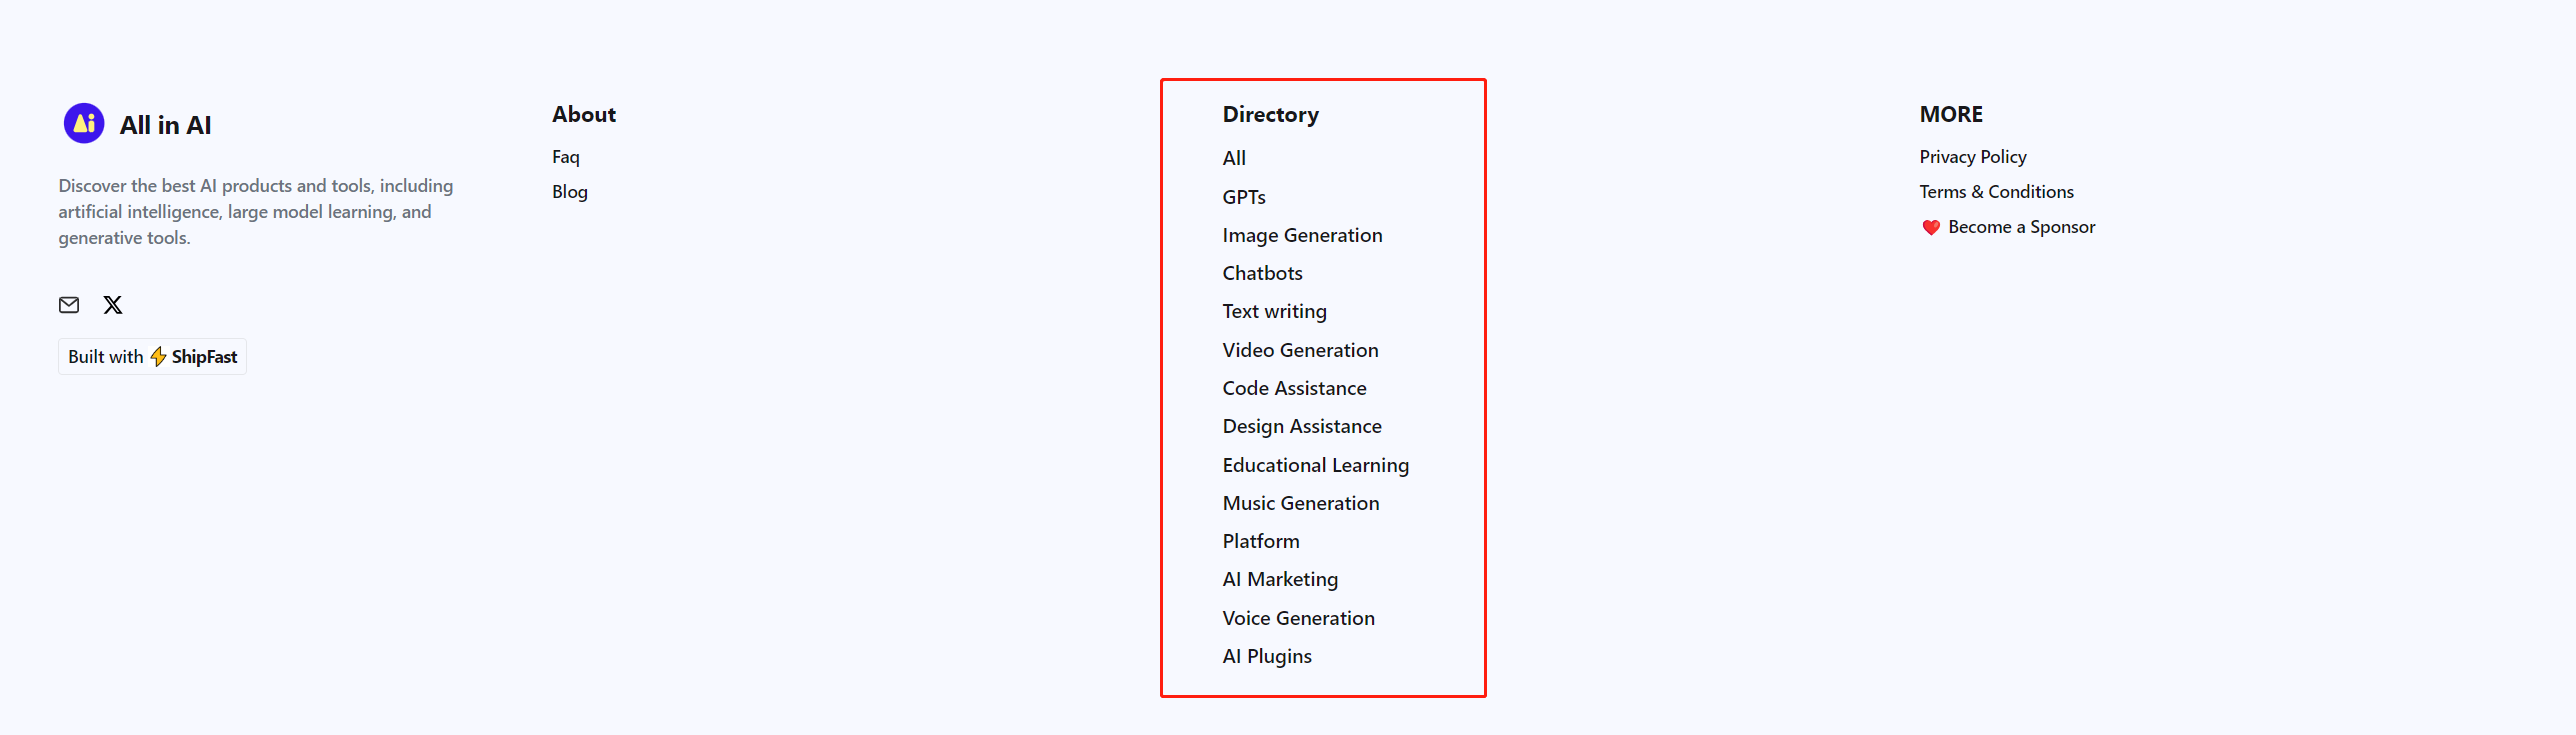 Ai All in AI
Discover the best AI products and tools, including
artificial intelligence, large model learning, and
generative tools.
Built with ⚡ ShipFast
About
Faq
Blog
Directory
All
GPTs
Image Generation
Chatbots
Text writing
Video Generation
Code Assistance
Design Assistance
Educational Learning
Music Generation
Platform
AI Marketing
Voice Generation
AI Plugins
MORE
Privacy Policy
Terms & Conditions
❤️ Become a Sponsor